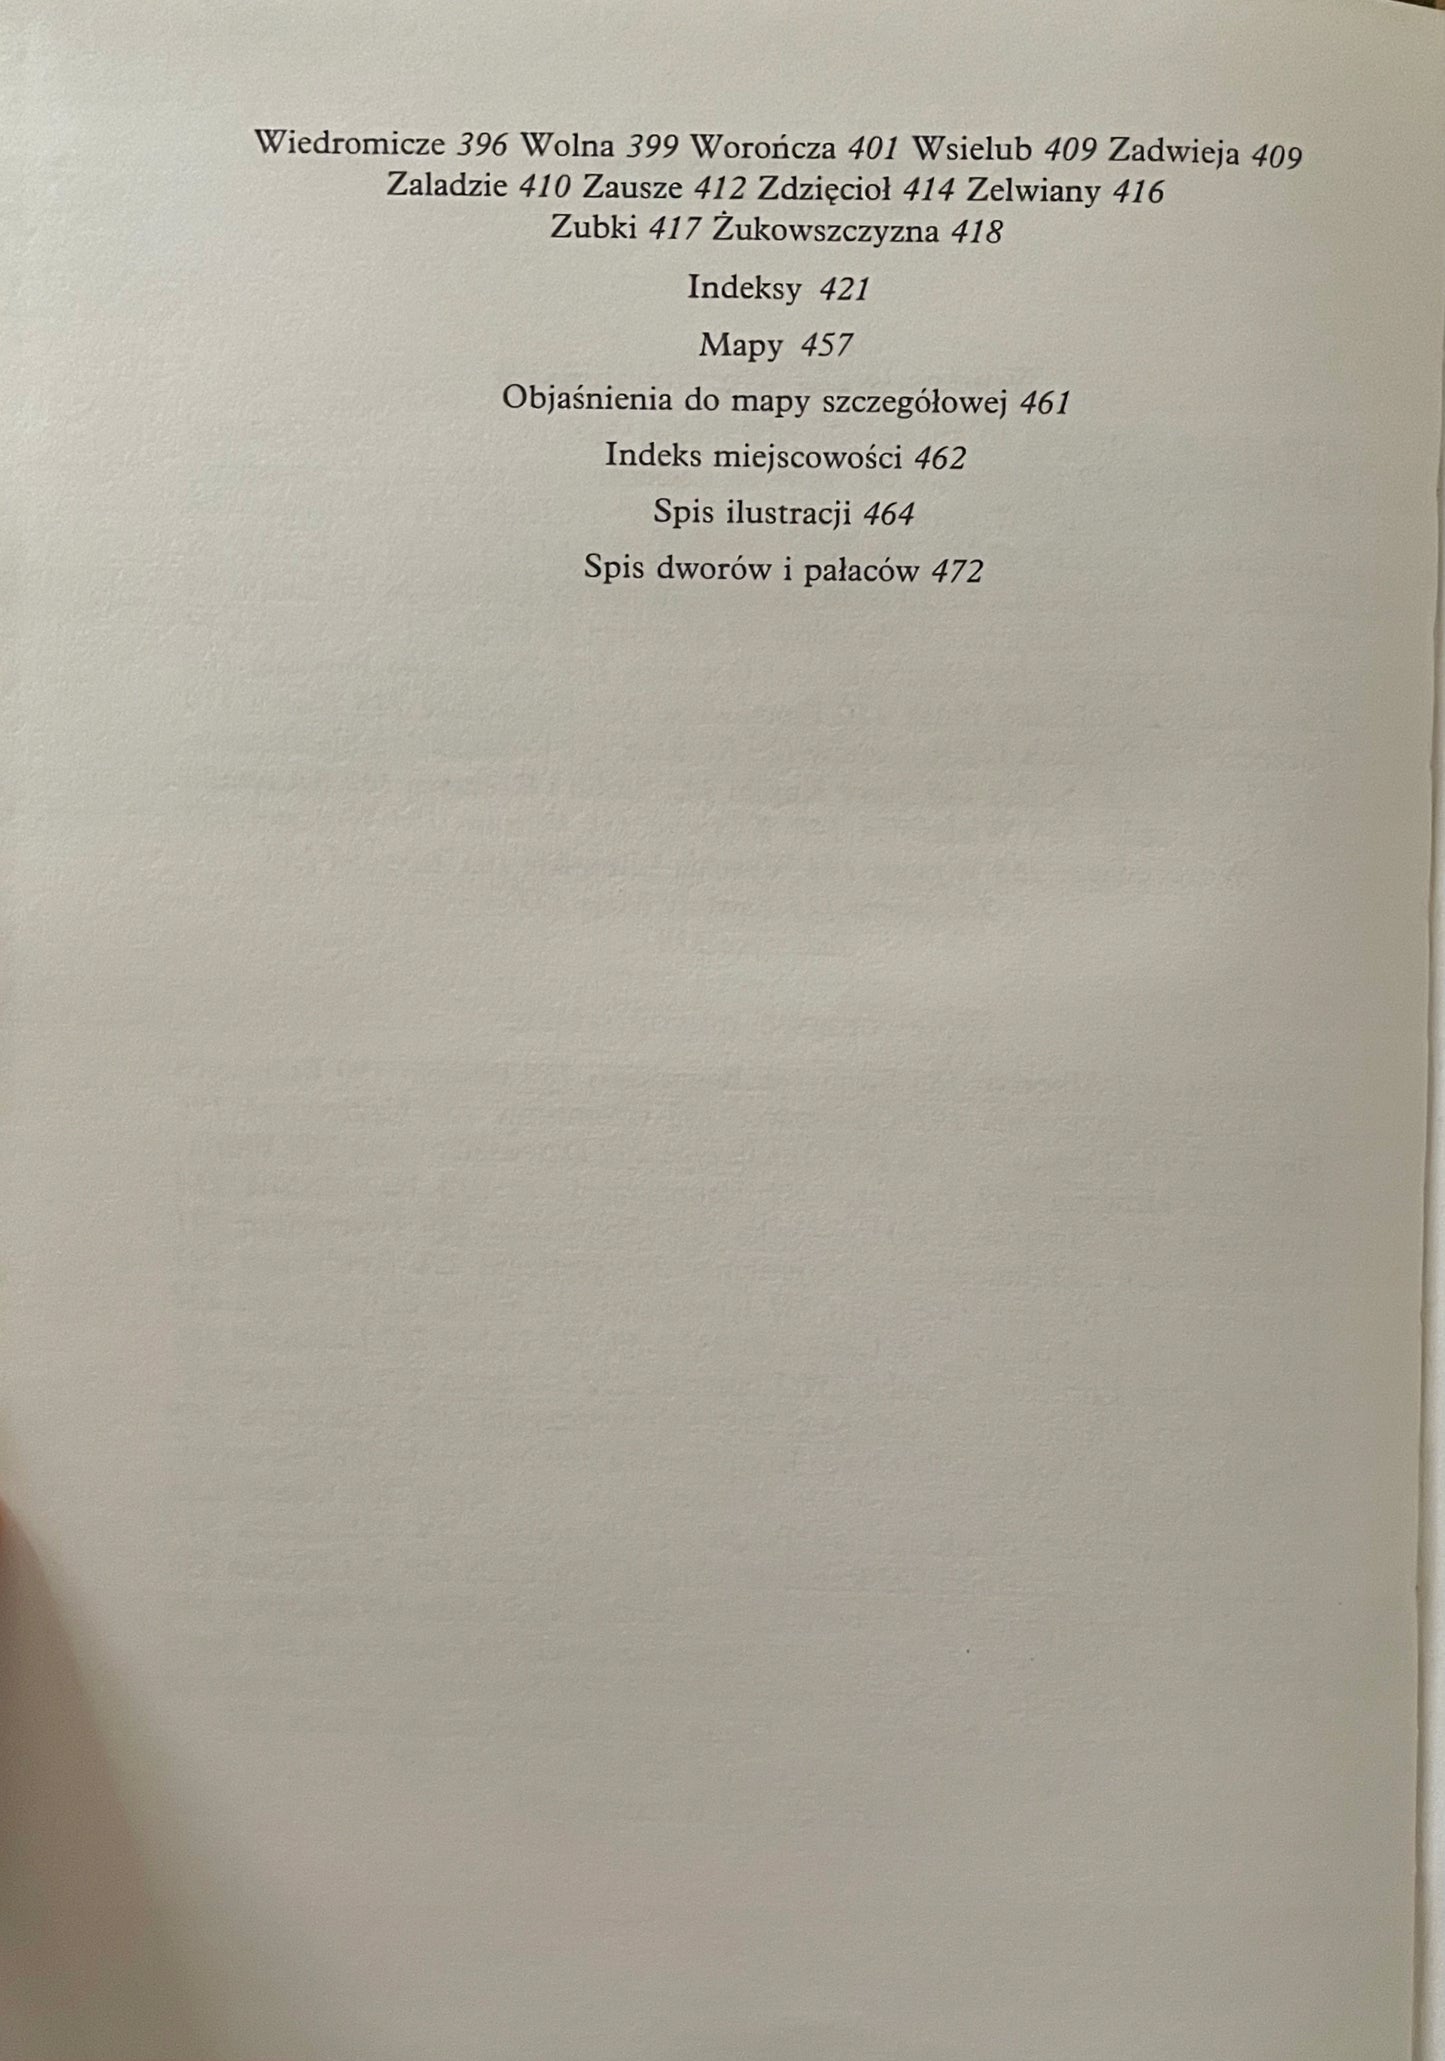 Wiedromicze 396 Wolna 399 Worończa 401 Wsielub 409 Zadwieja 409
Zaladzie 410 Zausze 412 Zdzięcioł 414 Zelwiany 416
Zubki 417 Żukowszczyzna 418
Indeksy 421
Mapy 457
Objaśnienia do mapy szczegółowej 461
Indeks miejscowości 462
Spis ilustracji 464
Spis dworów i pałaców 472